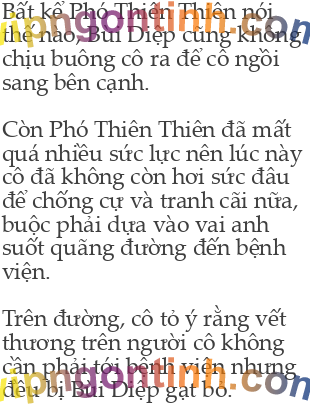 Bất kể Phó Thiên Thiên nói
thế nào, Bùi Diệp cũng không
chịu buông cô ra để cô ngồi
sang bên cạnh.
Còn Phó Thiên Thiên đã mất
quá nhiều sức lực nên lúc này
cô đã không còn hơi sức đâu
để chống cự và tranh cãi nữa,
buộc phải dựa vào vai anh
suốt quãng đường đến bệnh
viện.
Trên đường, cô tỏ ý rằng vết
thương trên người cô không
cần phải tới bệnh viện nhưng
đều bị Bùi Diệp gạt bỏ.